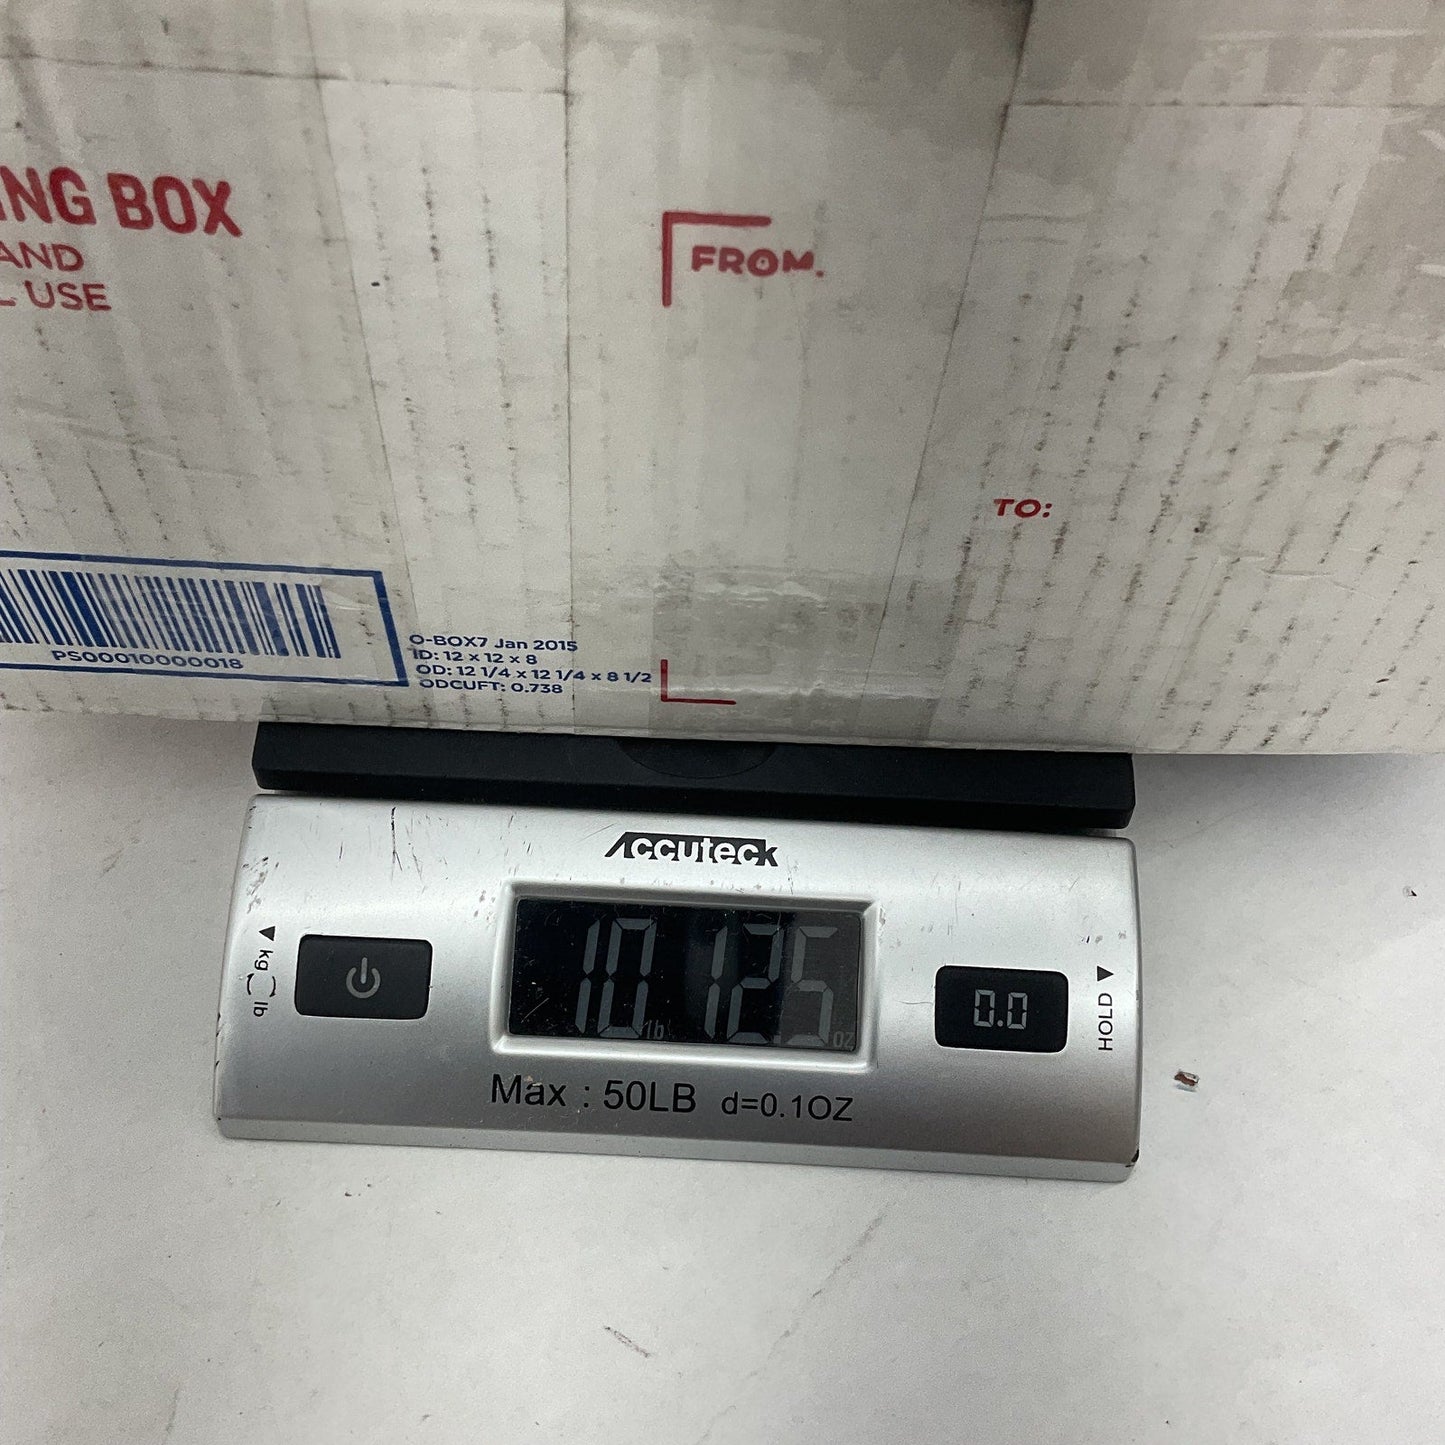 ING BOX
AND
L USE
FROM:
TO:
PS00010000018
O-BOX7 Jan 2015
ID: 12 x 12 x 8
OD: 12 1/4 x 12 1/4 x 8 1/2
ODCUFT: 0.738
Accuteck
kg lb
10 lb 12.5 oz
0.0
HOLD
Max : 50LB d=0.1OZ